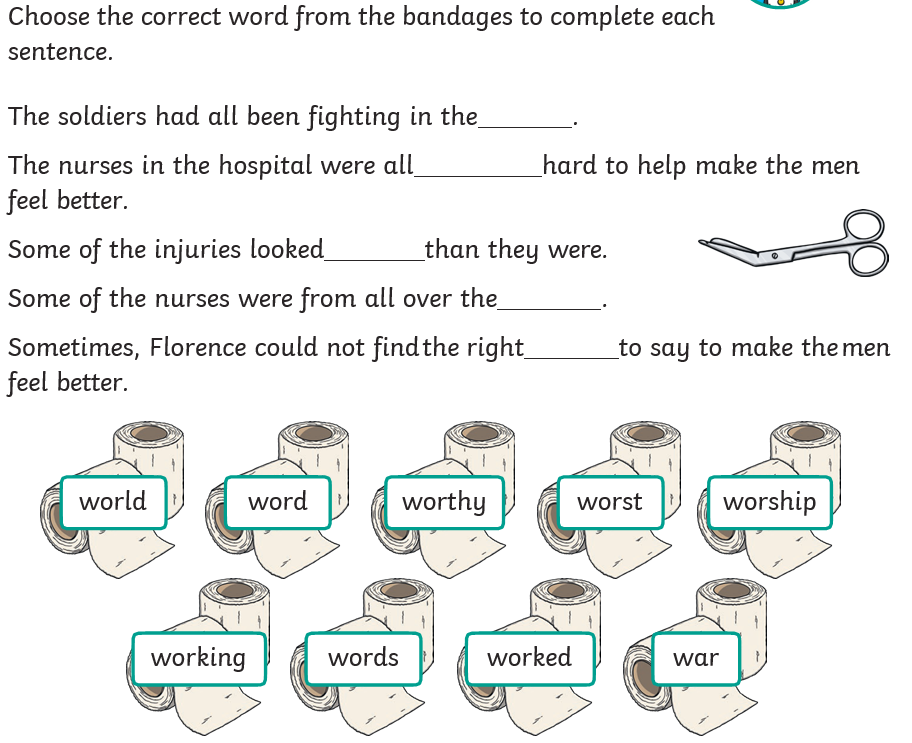 Choose the correct word from the bandages to complete each
sentence.
The soldiers had all been fighting in the_______.
The nurses in the hospital were all_________hard to help make the men
feel better.
Some of the injuries looked_______than they were.
Some of the nurses were from all over the_______.
Sometimes, Florence could not find the right_______to say to make the men
feel better.
world word worthy worst worship
working words worked war